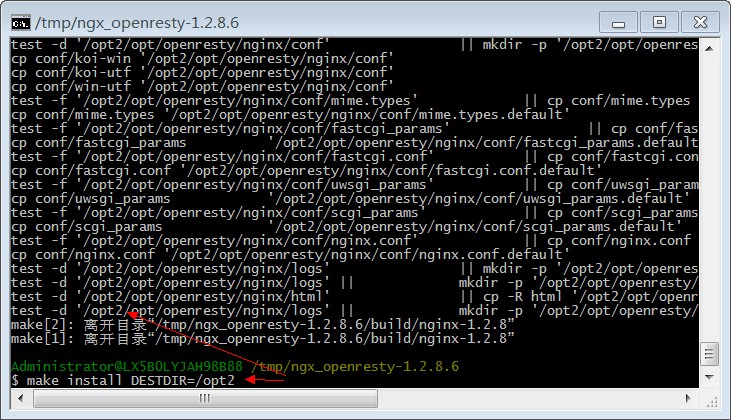 /tmp/ngx_openresty-1.2.8.6
test -d '/opt2/opt/openresty/nginx/conf' || mkdir -p '/opt2/opt/openres
cp conf/koi-win '/opt2/opt/openresty/nginx/conf'
cp conf/koi-utf '/opt2/opt/openresty/nginx/conf'
cp conf/win-utf '/opt2/opt/openresty/nginx/conf'
test -f '/opt2/opt/openresty/nginx/conf/mime.types' || cp conf/mime.types
cp conf/mime.types '/opt2/opt/openresty/nginx/conf/mime.types.default'
test -f '/opt2/opt/openresty/nginx/conf/fastcgi_params' || cp conf/fas
cp conf/fastcgi_params '/opt2/opt/openresty/nginx/conf/fastcgi_params.default
test -f '/opt2/opt/openresty/nginx/conf/fastcgi.conf' || cp conf/fastcgi.con
cp conf/fastcgi.conf '/opt2/opt/openresty/nginx/conf/fastcgi.conf.default'
test -f '/opt2/opt/openresty/nginx/conf/uwsgi_params' || cp conf/uwsgi_param
cp conf/uwsgi_params '/opt2/opt/openresty/nginx/conf/uwsgi_params.default'
test -f '/opt2/opt/openresty/nginx/conf/scgi_params' || cp conf/scgi_params
cp conf/scgi_params '/opt2/opt/openresty/nginx/conf/scgi_params.default'
test -f '/opt2/opt/openresty/nginx/conf/nginx.conf' || cp conf/nginx.conf
cp conf/nginx.conf '/opt2/opt/openresty/nginx/conf/nginx.conf.default'
test -d '/opt2/opt/openresty/nginx/logs' || mkdir -p '/opt2/opt/openres
test -d '/opt2/opt/openresty/nginx/logs' || mkdir -p '/opt2/opt/openresty/
test -d '/opt2/opt/openresty/nginx/html' || cp -R html '/opt2/opt/openr
test -d '/opt2/opt/openresty/nginx/logs' || mkdir -p '/opt2/opt/openresty/
make[2]: 离开目录“/tmp/ngx_openresty-1.2.8.6/build/nginx-1.2.8”
make[1]: 离开目录“/tmp/ngx_openresty-1.2.8.6/build/nginx-1.2.8”
Administrator@LX5BOLYJAH98B88 /tmp/ngx_openresty-1.2.8.6
$ make install DESTDIR=/opt2